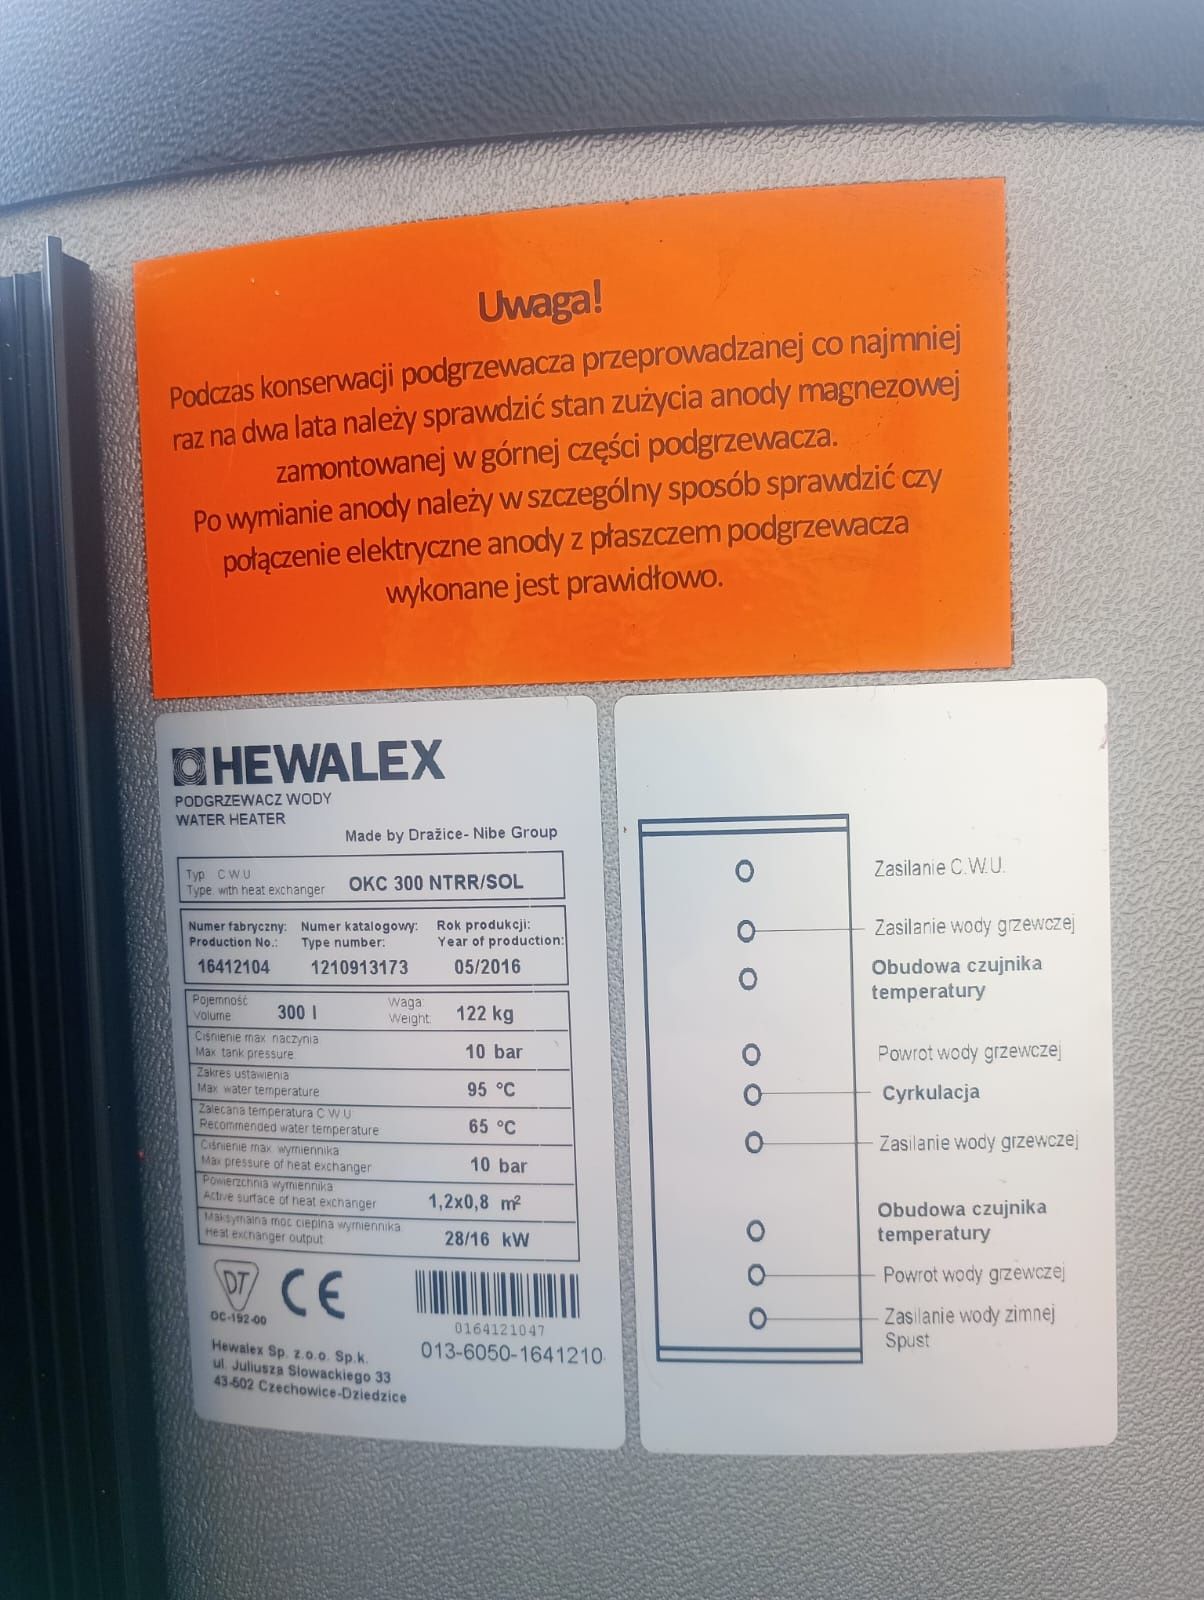 Uwaga!
Podczas konserwacji podgrzewacza przeprowadzanej co najmniej
raz na dwa lata należy sprawdzić stan zużycia anody magnezowej
zamontowanej w górnej części podgrzewacza.
Po wymianie anody należy w szczególny sposób sprawdzić czy
połączenie elektryczne anody z płaszczem podgrzewacza
wykonane jest prawidłowo.
HEWALEX
PODGRZEWACZ WODY
WATER HEATER
Made by Dražice- Nibe Group
Typ C.W.U
Type with heat exchanger OKC 300 NTRR/SOL
Numer fabryczny: Numer katalogowy: Rok produkcji:
Production No.: Type number: Year of production:
16412104 1210913173 05/2016
Pojemność Waga:
Volume: 300 l Weight: 122 kg
Ciśnienie max. naczynia
Max. tank pressure 10 bar
Zakres ustawienia
Max. water temperature 95 °C
Zalecana temperatura C.W.U
Recommended water temperature 65 °C
Ciśnienie max. wymiennika
Max pressure of heat exchanger 10 bar
Powierzchnia wymiennika
Active surface of heat exchanger 1,2x0,8 m²
Maksymalna moc cieplna wymiennika
Heat exchanger output 28/16 kW
DT CE
OC-192-00
0164121047
013-6050-1641210
Hewalex Sp. z.o.o. Sp.k.
ul. Juliusza Slowackiego 33
43-502 Czechowice-Dziedzice
Zasilanie C.W.U.
Zasilanie wody grzewczej
Obudowa czujnika
temperatury
Powrot wody grzewczej
Cyrkulacja
Zasilanie wody grzewczej
Obudowa czujnika
temperatury
Powrot wody grzewczej
Zasilanie wody zimnej
Spust